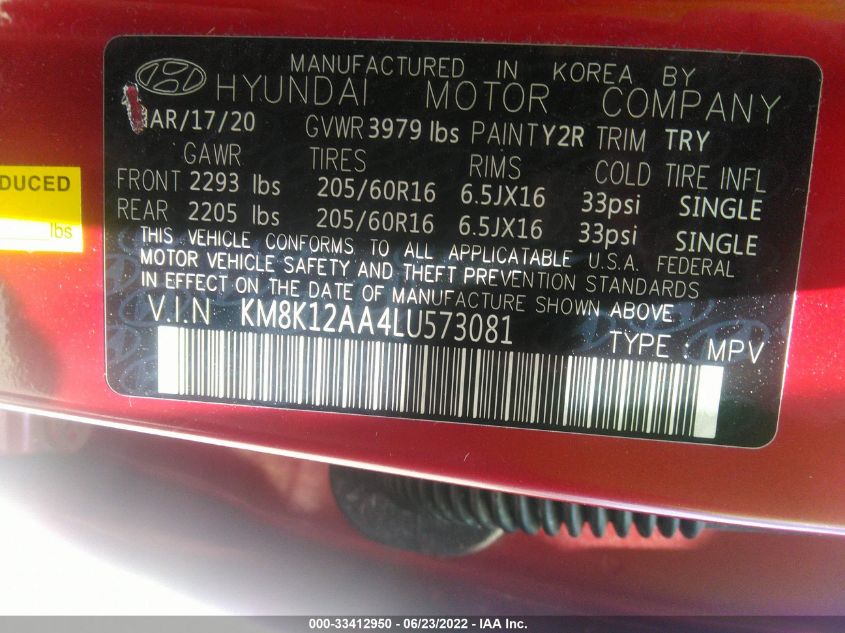 MANUFACTURED IN KOREA BY
HYUNDAI MOTOR COMPANY
MAR/17/20 GVWR 3979 lbs PAINT Y2R TRIM TRY
GAWR TIRES RIMS COLD TIRE INFL
FRONT 2293 lbs 205/60R16 6.5JX16 33psi SINGLE
REAR 2205 lbs 205/60R16 6.5JX16 33psi SINGLE
THIS VEHICLE CONFORMS TO ALL APPLICATABLE U.S.A. FEDERAL
MOTOR VEHICLE SAFETY AND THEFT PREVENTION STANDARDS
IN EFFECT ON THE DATE OF MANUFACTURE SHOWN ABOVE
V.I.N KM8K12AA4LU573081 TYPE : MPV
DUCED
lbs
000-33412950 - 06/23/2022 - IAA Inc.